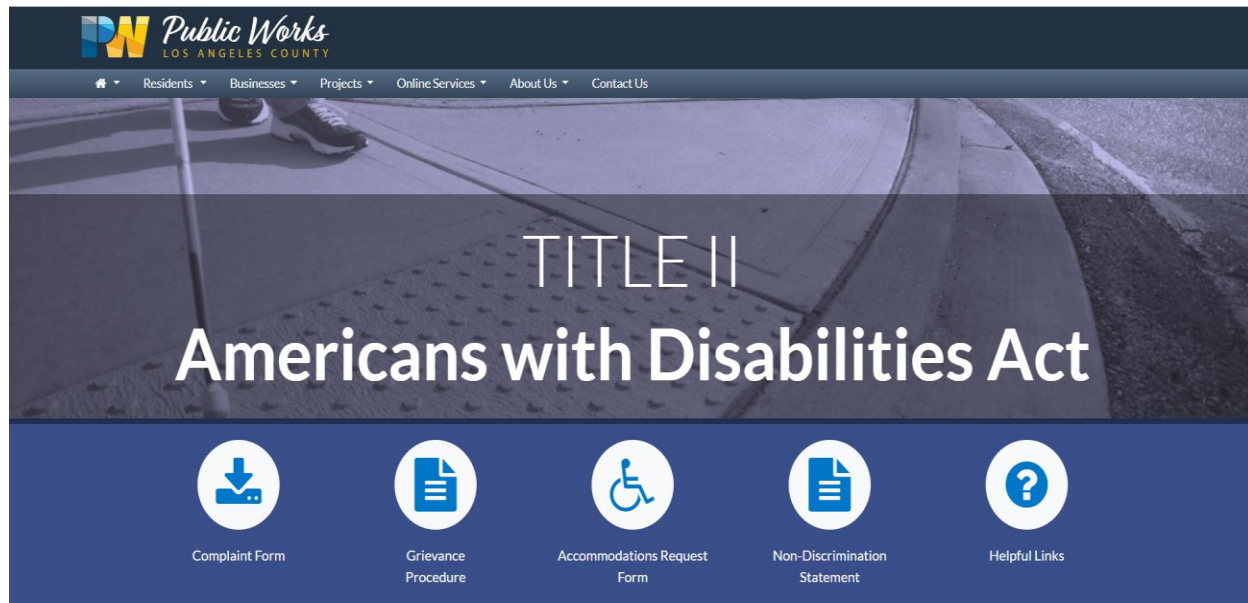 PW Public Works
LOS ANGELES COUNTY
Residents Businesses Projects Online Services About Us Contact Us
TITLE II
Americans with Disabilities Act
Complaint Form
Grievance
Procedure
Accommodations Request
Form
Non-Discrimination
Statement
Helpful Links